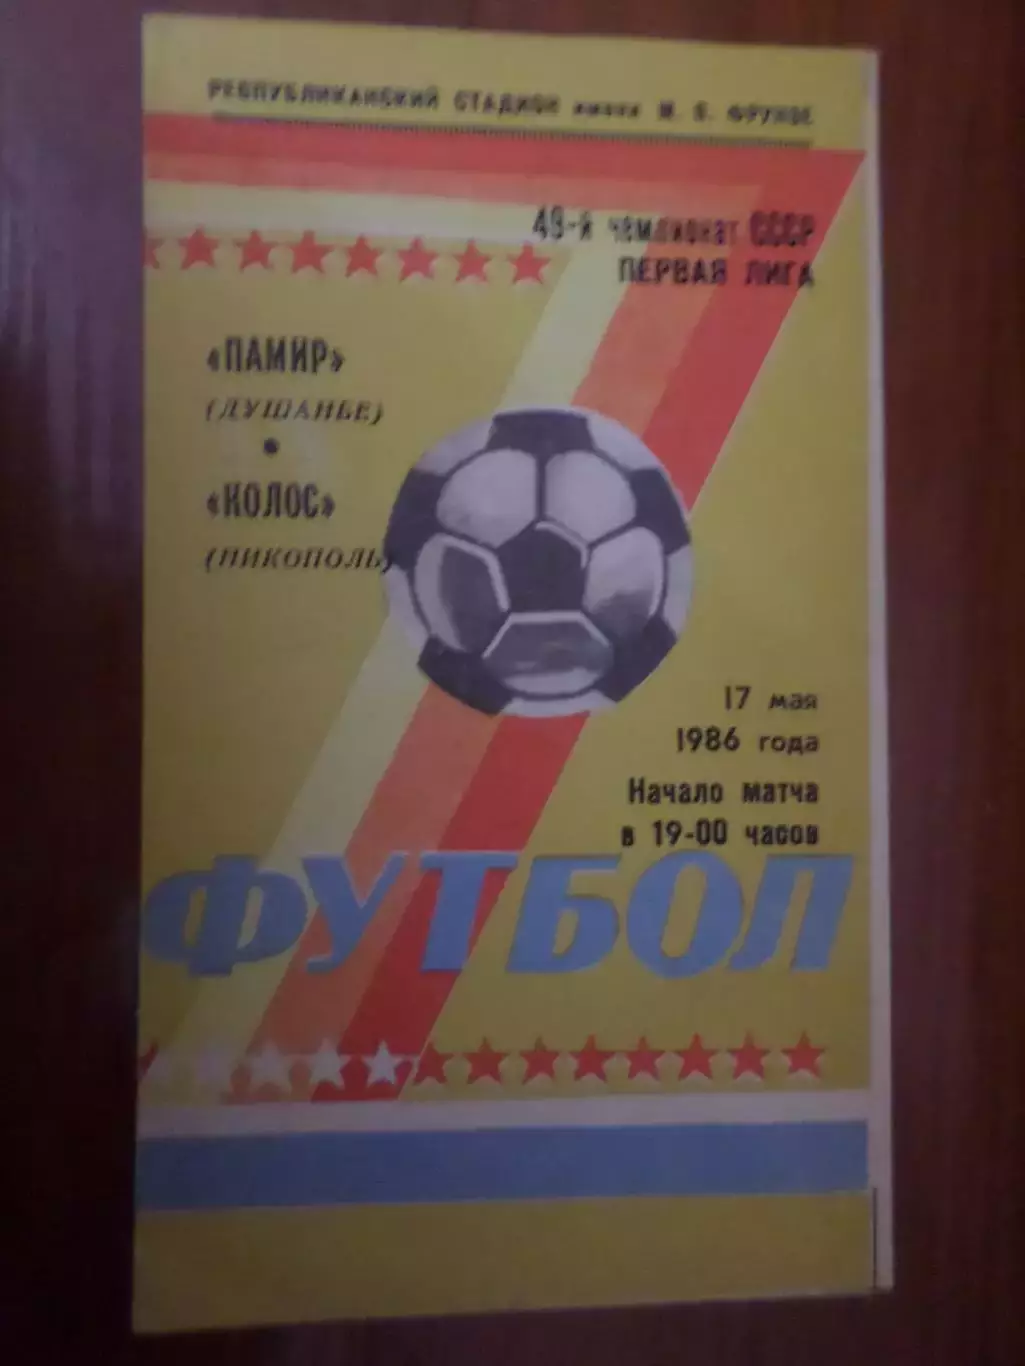 РЕСПУБЛИКАНСКИЙ СТАДИОН имени М. В. ФРУНЗЕ
49-й чемпионат СССР
ПЕРВАЯ ЛИГА
«ПАМИР»
(ДУШАНБЕ)
•
«КОЛОС»
(НИКОПОЛЬ)
17 мая
1986 года
Начало матча
в 19-00 часов
ФУТБОЛ